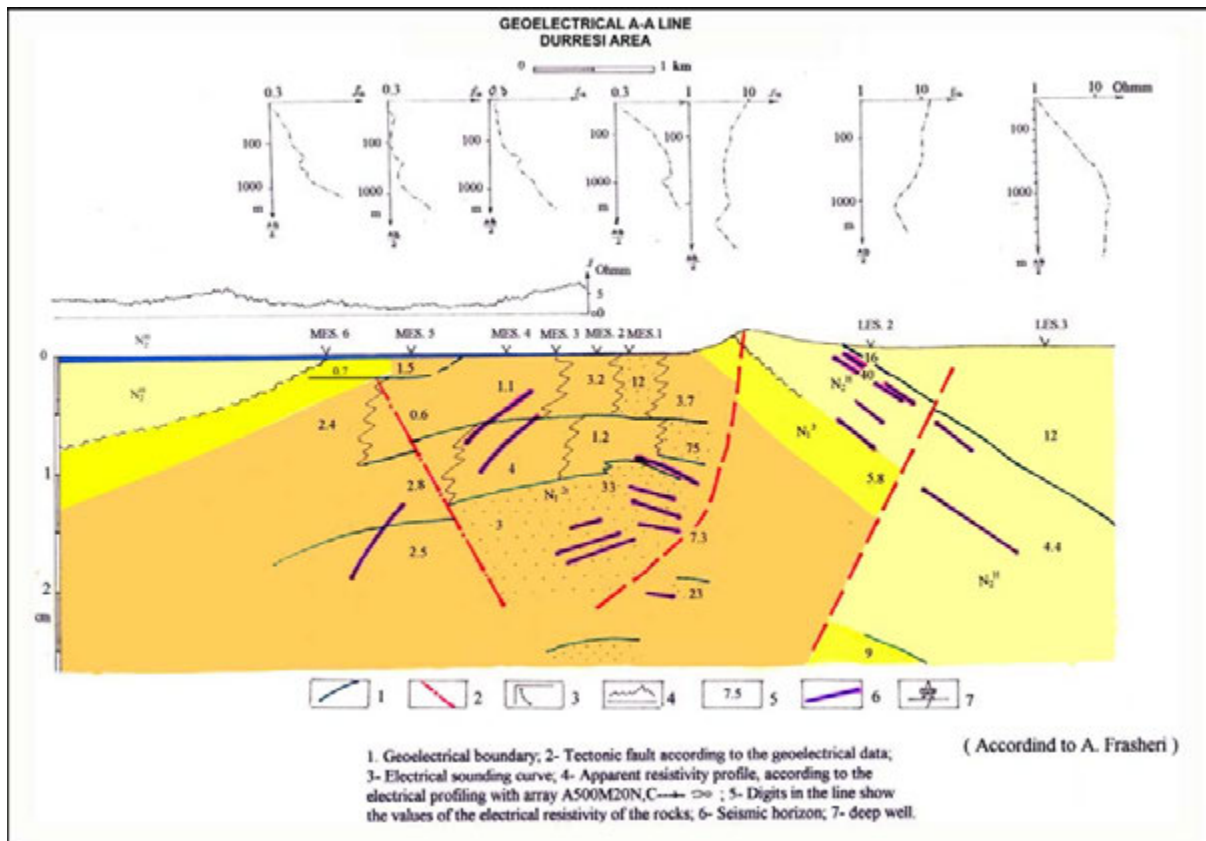 GEOELECTRICAL A-A LINE
DURRESI AREA
0 1 km
0.3 0.3 0.3 1 10 1 10 1 10 Ohmm
100 100 100 100 100 100 100
1000 1000 1000 1000 1000 1000
m m m m m m
Ohmm
5
0
MES. 6 MES. 5 MES. 4 MES. 3 MES. 2 MES.1 LES. 2 LES.3
0
0.7 1.5 1.1 3.2 12 3.7 16
40
2.4 0.6 1.2 75 12
1 2.8 4 33 5.8
2.5 3 7.3 4.4
2 23
9
1 2 3 4 7.5 5 6 7
( Accordind to A. Frasheri )
1. Geoelectrical boundary; 2- Tectonic fault according to the geoelectrical data;
3- Electrical sounding curve; 4- Apparent resistivity profile, according to the
electrical profiling with array A500M20N,C ; 5- Digits in the line show
the values of the electrical resistivity of the rocks; 6- Seismic horizon; 7- deep well.